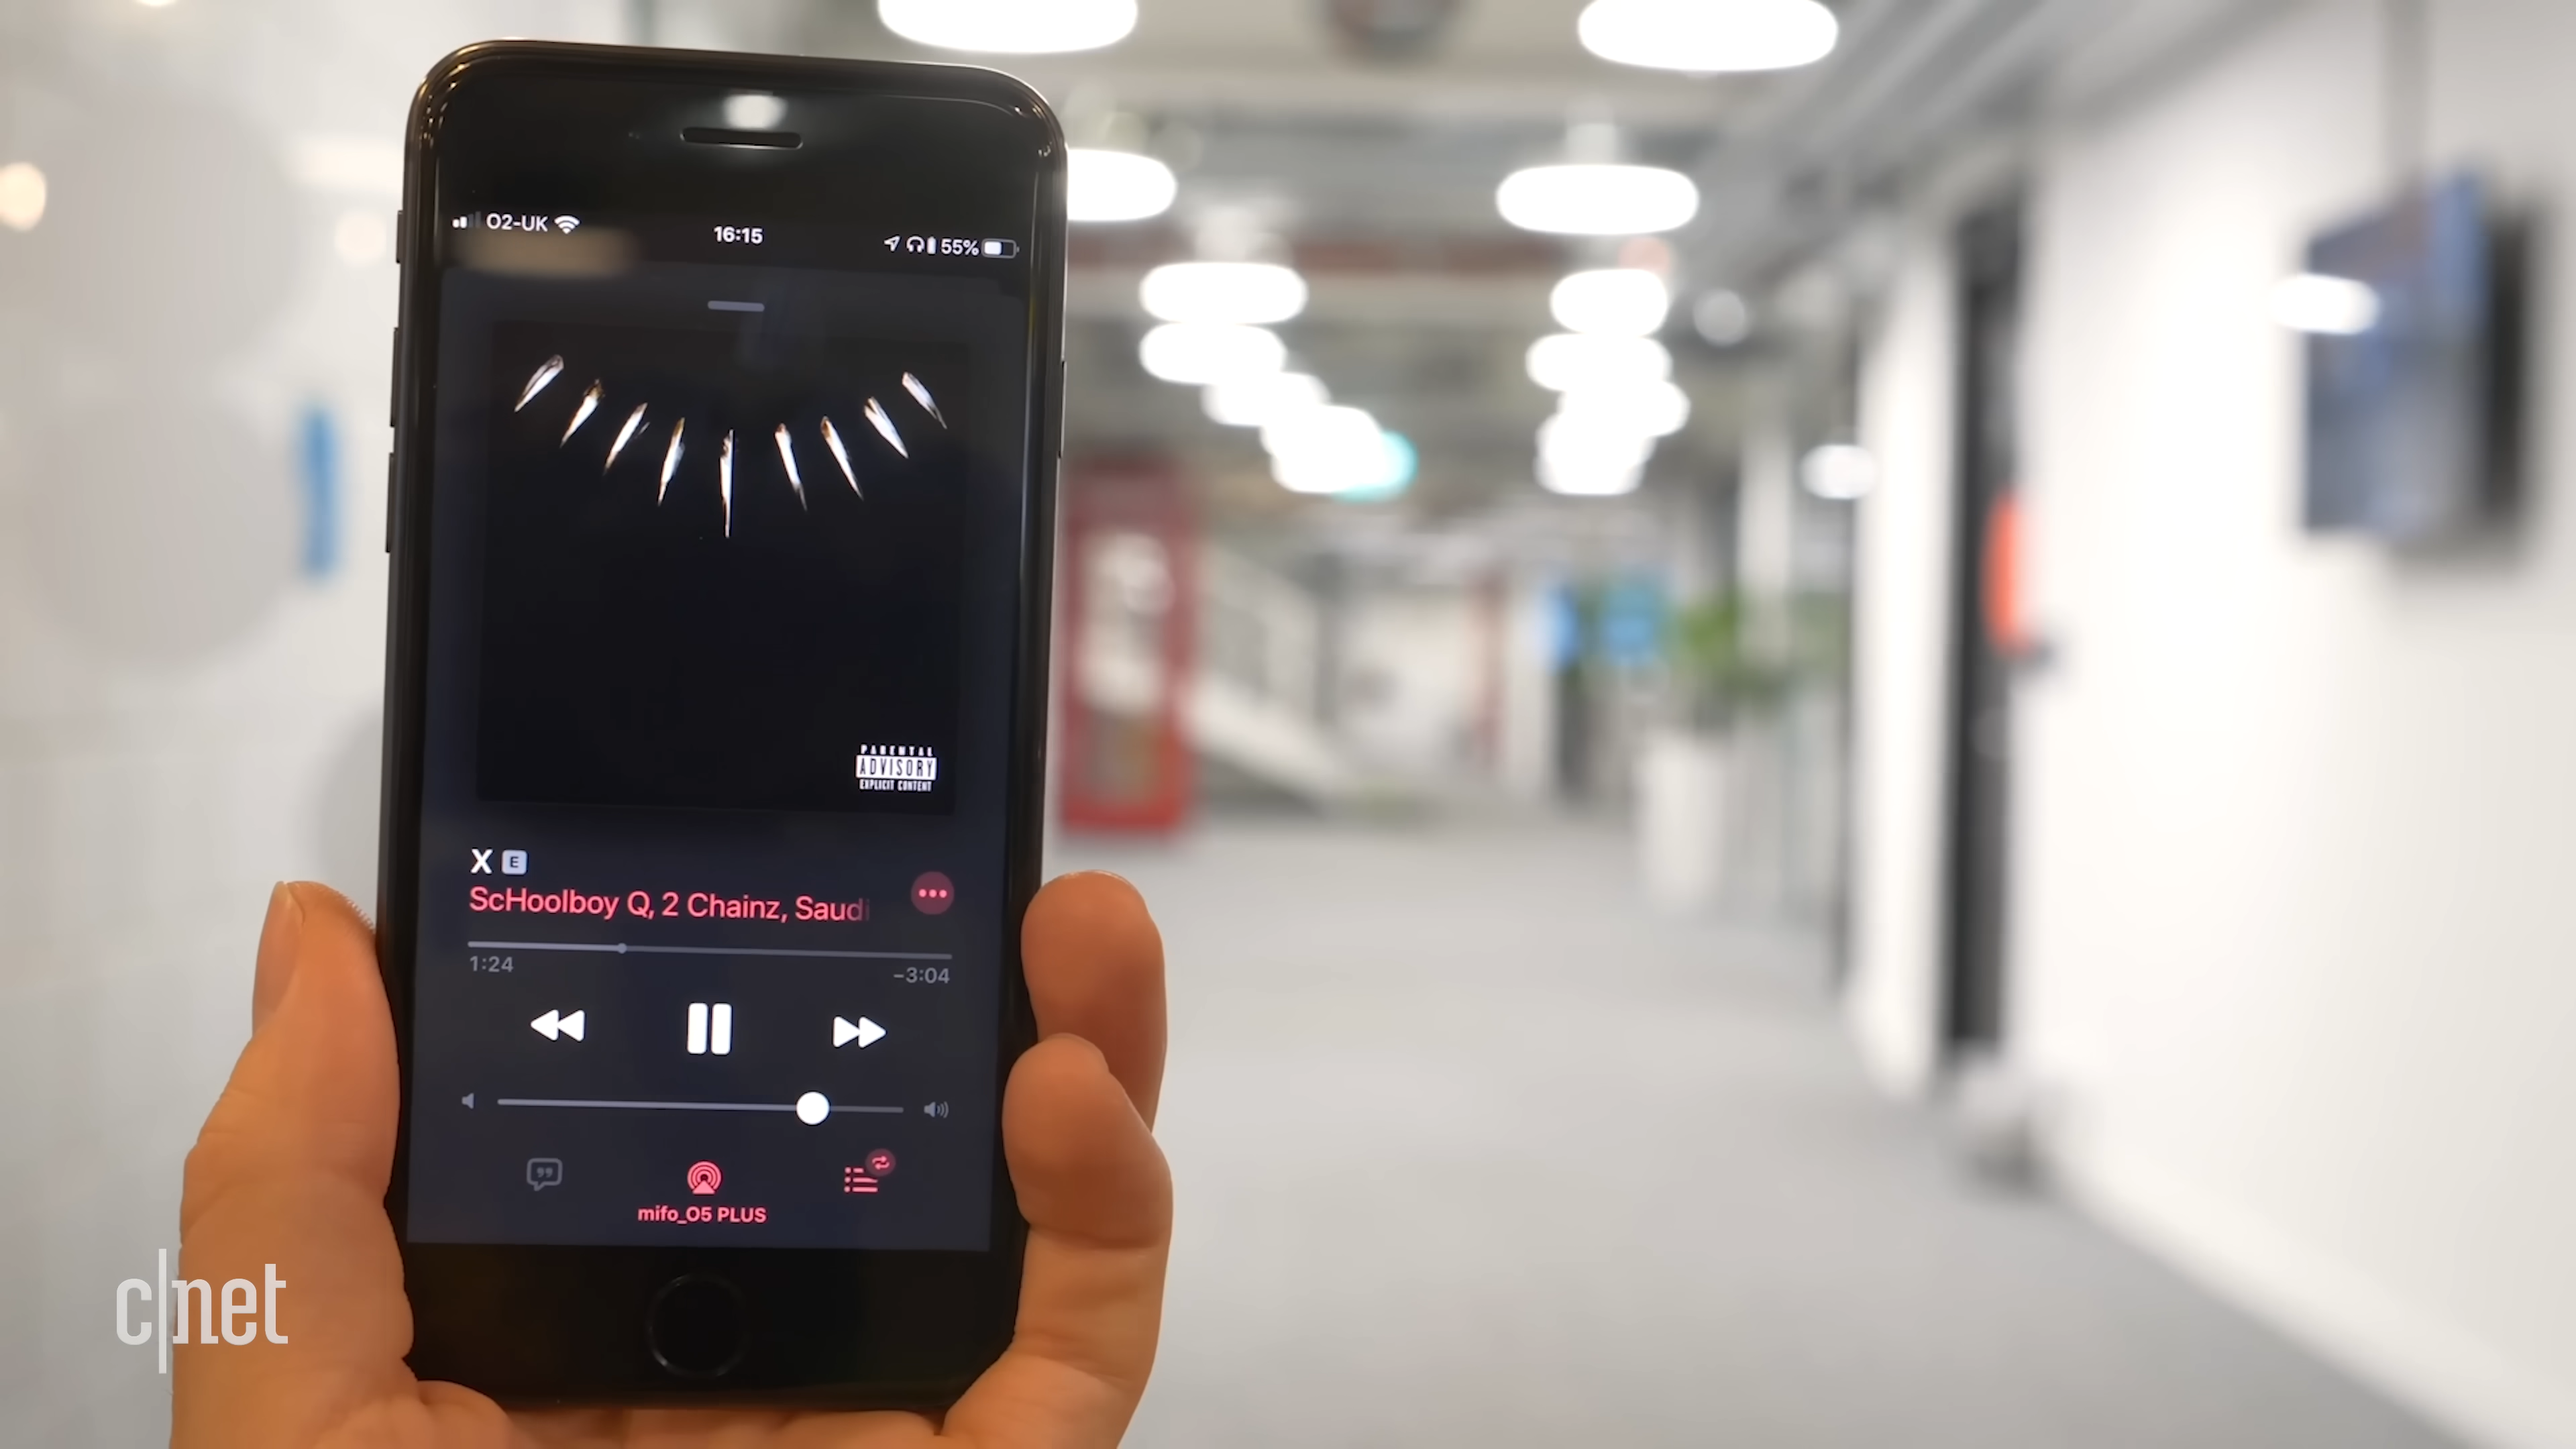 O2-UK
16:15
55%
PARENTAL
ADVISORY
EXPLICIT CONTENT
X E
ScHoolboy Q, 2 Chainz, Saudi
1:24
-3:04
mifo_O5 PLUS
c|net